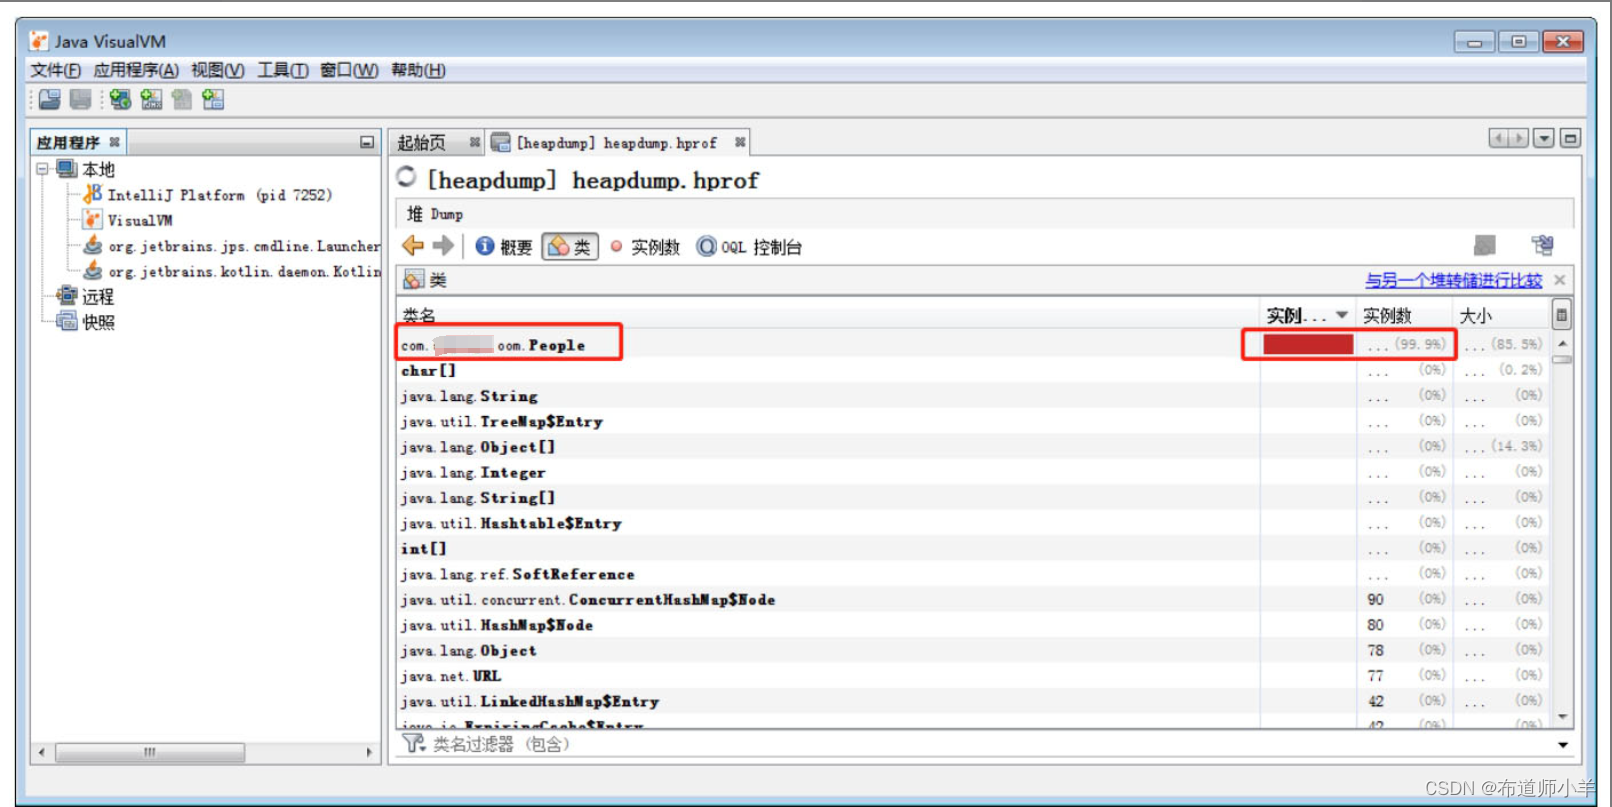 Java VisualVM
文件(F) 应用程序(A) 视图(V) 工具(T) 窗口(W) 帮助(H)
应用程序
本地
IntelliJ Platform (pid 7252)
VisualVM
org.jetbrains.jps.cmdline.Launcher
org.jetbrains.kotlin.daemon.Kotlin
远程
快照
起始页 [heapdump] heapdump.hprof
[heapdump] heapdump.hprof
堆 Dump
概要 类 实例数 OQL 控制台
类 与另一个堆转储进行比较
类名 实例... 实例数 大小
com. oom.People ... (99.9%) ... (85.5%)
char[] ... (0%) ... (0.2%)
java.lang.String ... (0%) ... (0%)
java.util.TreeMap$Entry ... (0%) ... (0%)
java.lang.Object[] ... (0%) ... (14.3%)
java.lang.Integer ... (0%) ... (0%)
java.lang.String[] ... (0%) ... (0%)
java.util.Hashtable$Entry ... (0%) ... (0%)
int[] ... (0%) ... (0%)
java.lang.ref.SoftReference ... (0%) ... (0%)
java.util.concurrent.ConcurrentHashMap$Node 90 (0%) ... (0%)
java.util.HashMap$Node 80 (0%) ... (0%)
java.lang.Object 78 (0%) ... (0%)
java.net.URL 77 (0%) ... (0%)
java.util.LinkedHashMap$Entry 42 (0%) ... (0%)
java.io.ExpiringCache$Entry 42 (0%) ... (0%)
类名过滤器 (包含)
CSDN @布道师小羊